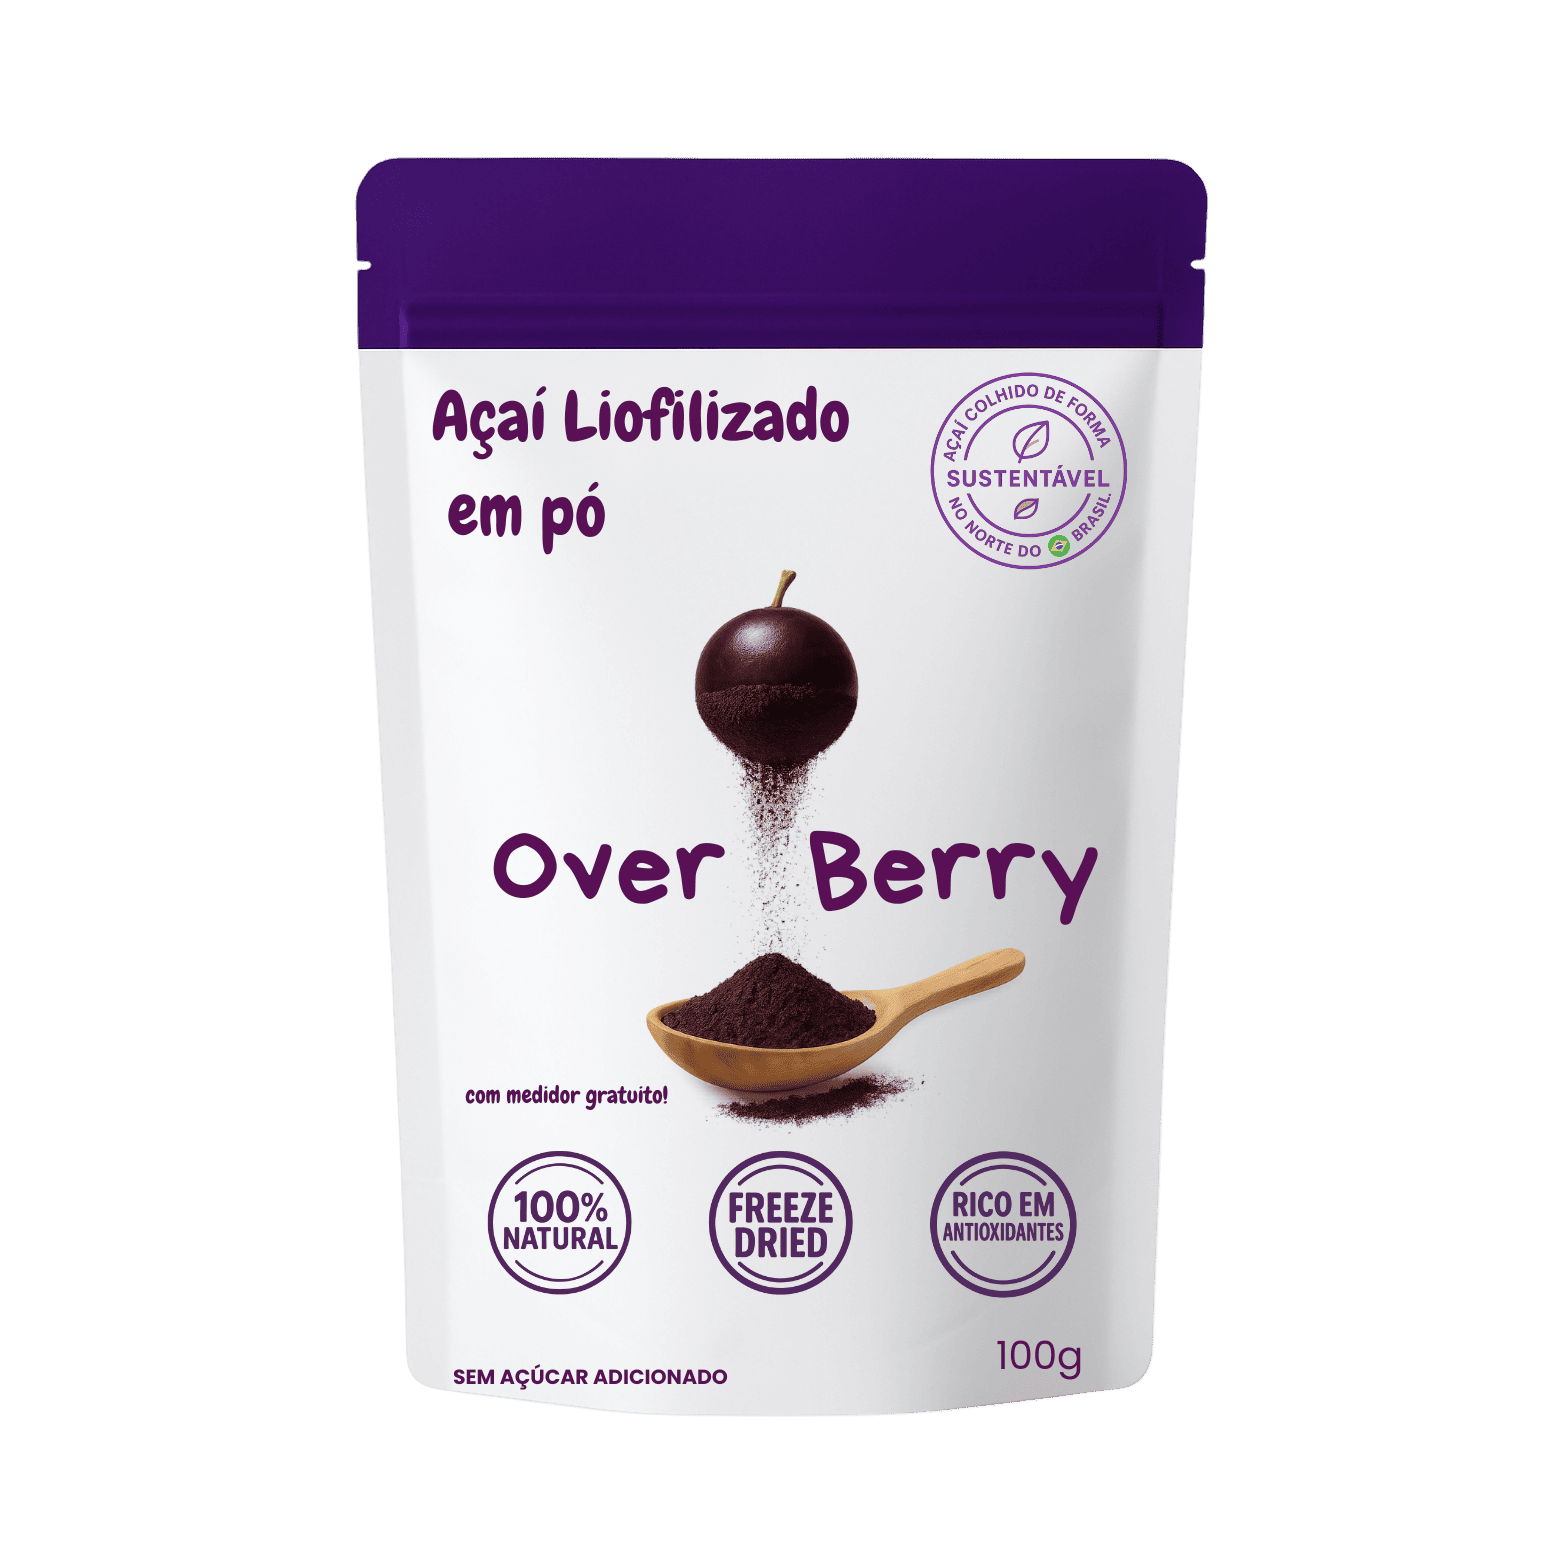 Açaí Liofilizado
em pó
AÇAÍ COLHIDO DE FORMA
SUSTENTÁVEL
NO NORTE DO BRASIL.
Over Berry
com medidor gratuito!
100%
NATURAL
FREEZE
DRIED
RICO EM
ANTIOXIDANTES
100g
SEM AÇÚCAR ADICIONADO